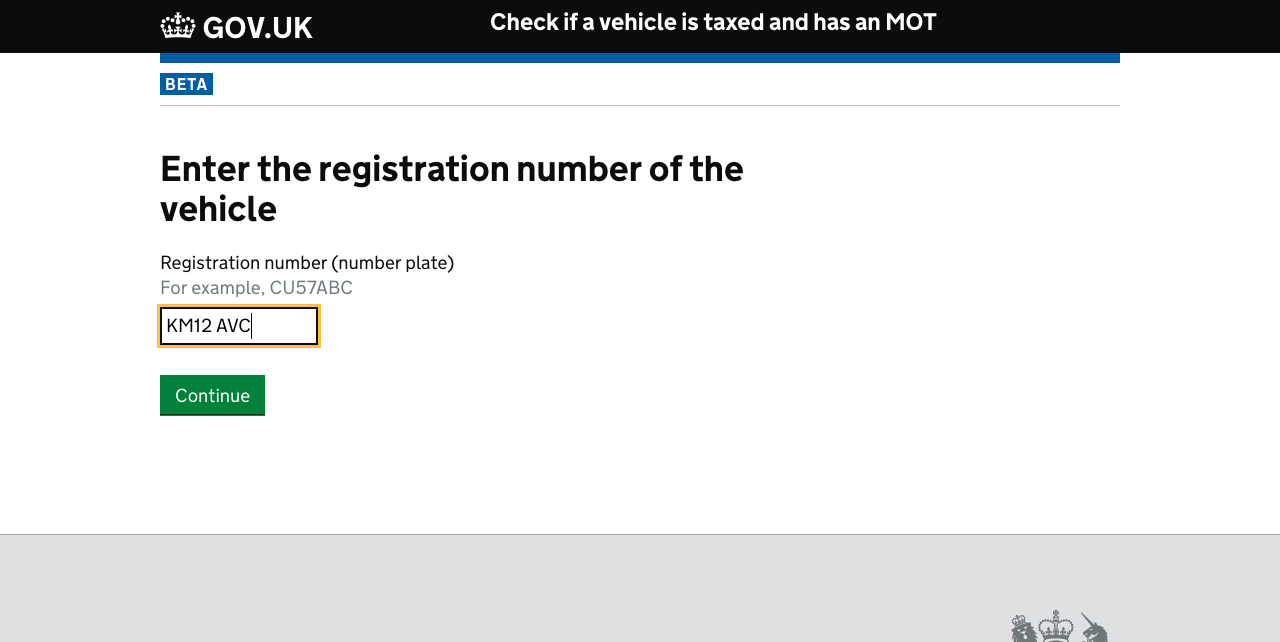 GOV.UK
Check if a vehicle is taxed and has an MOT
BETA
Enter the registration number of the
vehicle
Registration number (number plate)
For example, CU57ABC
KM12 AVC
Continue